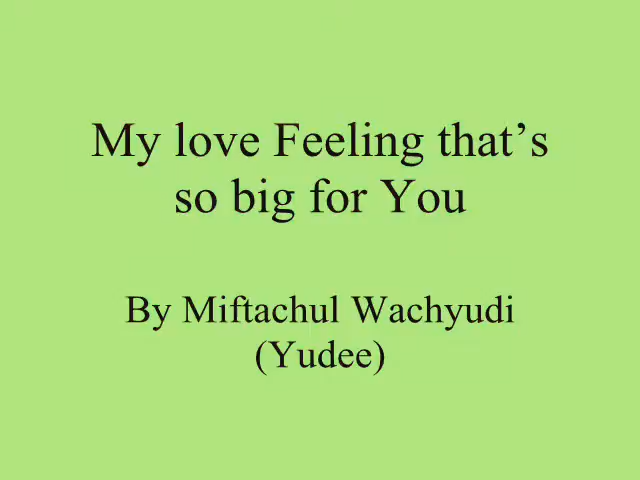 My love Feeling that’s
so big for You
By Miftachul Wachyudi
(Yudee)